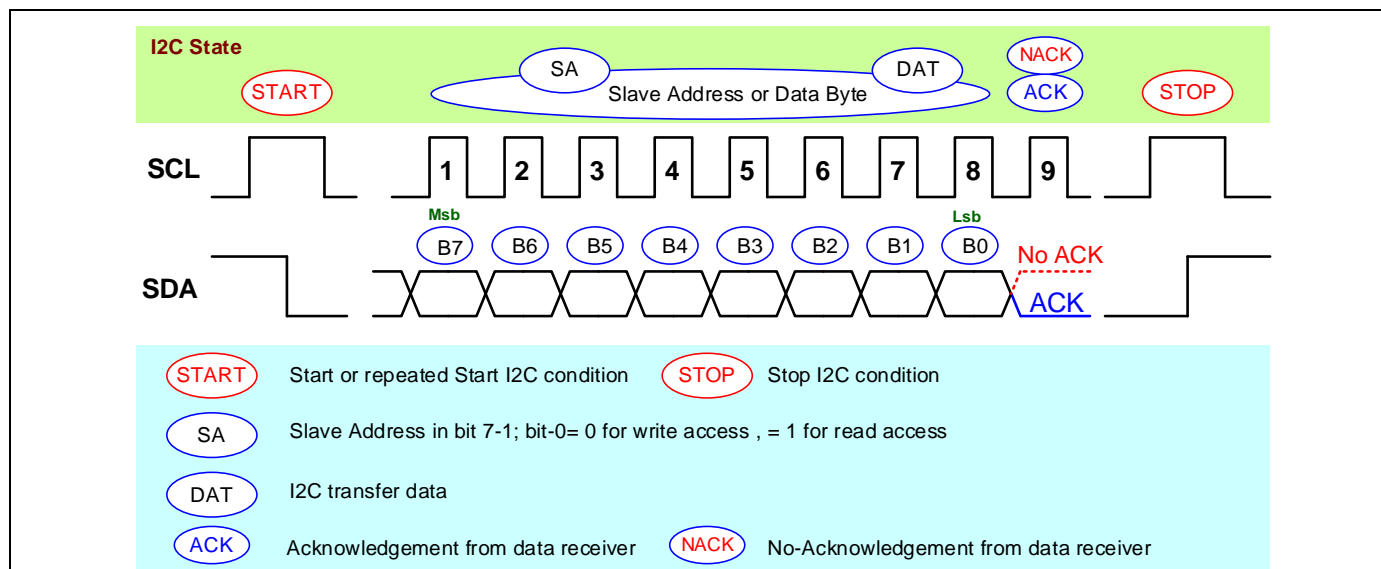 I2C State
START
SA
DAT
Slave Address or Data Byte
NACK
ACK
STOP
SCL
1 2 3 4 5 6 7 8 9
Msb
Lsb
B7 B6 B5 B4 B3 B2 B1 B0
No ACK
SDA
ACK
START Start or repeated Start I2C condition STOP Stop I2C condition
SA Slave Address in bit 7-1; bit-0= 0 for write access , = 1 for read access
DAT I2C transfer data
ACK Acknowledgement from data receiver NACK No-Acknowledgement from data receiver